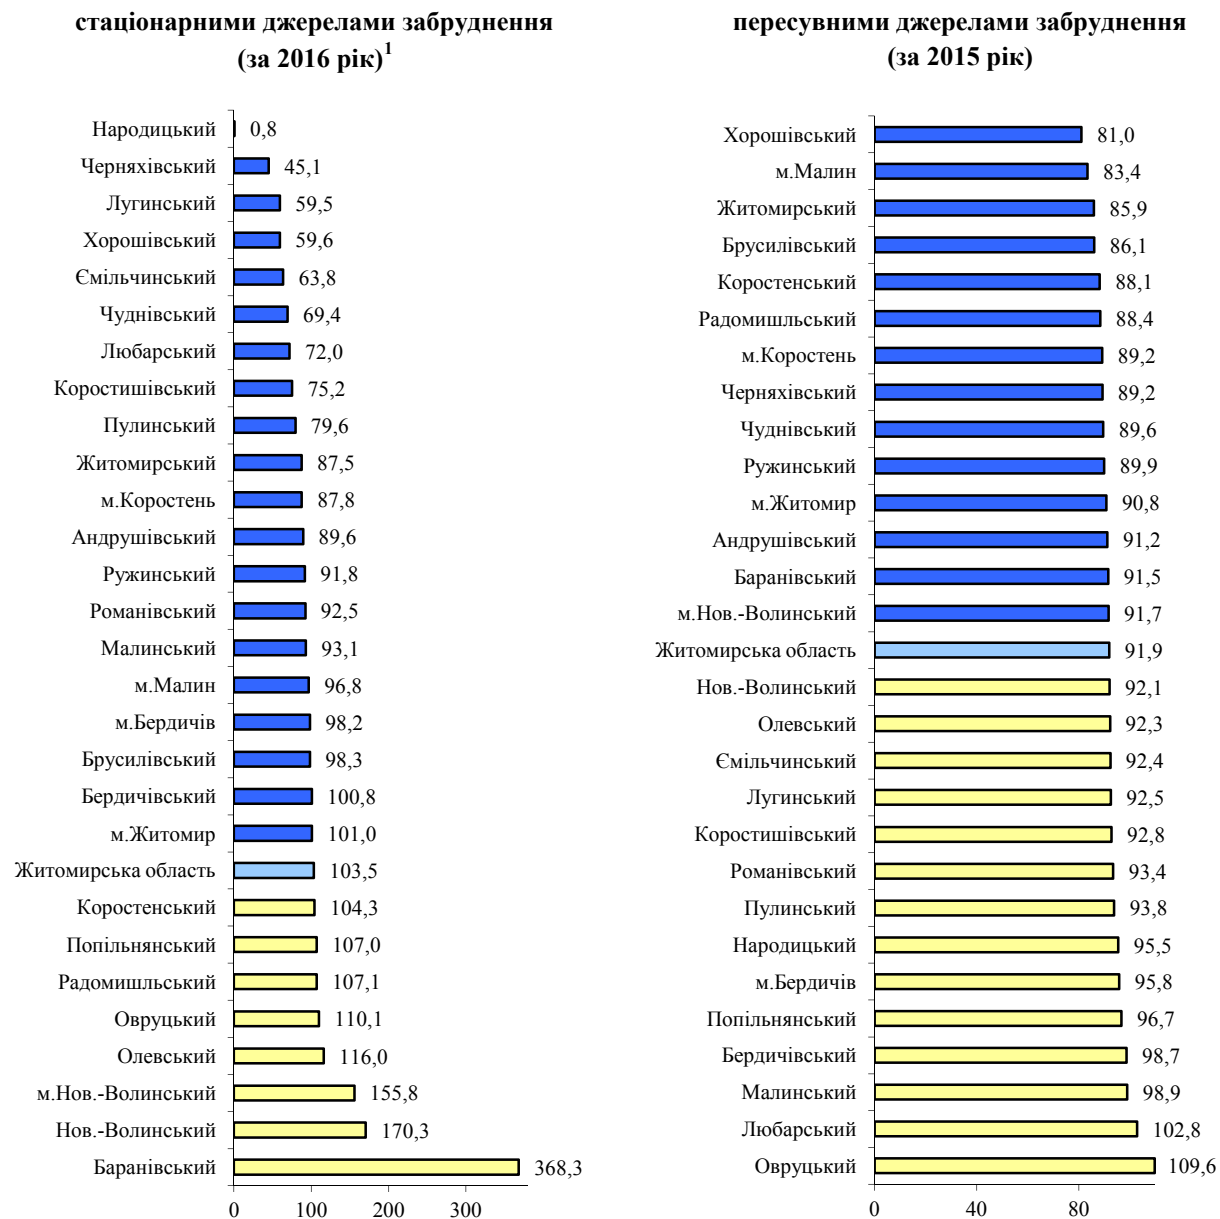 стаціонарними джерелами забруднення
(за 2016 рік)¹
Народицький 0,8
Черняхівський 45,1
Лугинський 59,5
Хорошівський 59,6
Ємільчинський 63,8
Чуднівський 69,4
Любарський 72,0
Коростишівський 75,2
Пулинський 79,6
Житомирський 87,5
м.Коростень 87,8
Андрушівський 89,6
Ружинський 91,8
Романівський 92,5
Малинський 93,1
м.Малин 96,8
м.Бердичів 98,2
Брусилівський 98,3
Бердичівський 100,8
м.Житомир 101,0
Житомирська область 103,5
Коростенський 104,3
Попільнянський 107,0
Радомишльський 107,1
Овруцький 110,1
Олевський 116,0
м.Нов.-Волинський 155,8
Нов.-Волинський 170,3
Баранівський 368,3
0 100 200 300
пересувними джерелами забруднення
(за 2015 рік)
Хорошівський 81,0
м.Малин 83,4
Житомирський 85,9
Брусилівський 86,1
Коростенський 88,1
Радомишльський 88,4
м.Коростень 89,2
Черняхівський 89,2
Чуднівський 89,6
Ружинський 89,9
м.Житомир 90,8
Андрушівський 91,2
Баранівський 91,5
м.Нов.-Волинський 91,7
Житомирська область 91,9
Нов.-Волинський 92,1
Олевський 92,3
Ємільчинський 92,4
Лугинський 92,5
Коростишівський 92,8
Романівський 93,4
Пулинський 93,8
Народицький 95,5
м.Бердичів 95,8
Попільнянський 96,7
Бердичівський 98,7
Малинський 98,9
Любарський 102,8
Овруцький 109,6
0 40 80